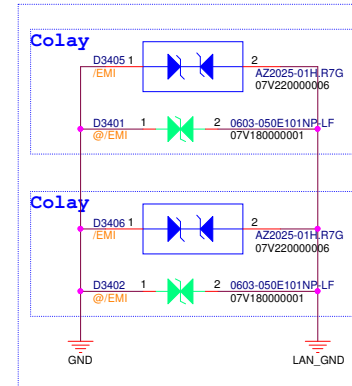 Colay
D3405 1 2
/EMI
AZ2025-01H.R7G
07V220000006
D3401 1 2 0603-050E101NP-LF
@/EMI 07V180000001
Colay
D3406 1 2
/EMI
AZ2025-01H.R7G
07V220000006
D3402 1 2 0603-050E101NP-LF
@/EMI 07V180000001
GND LAN_GND